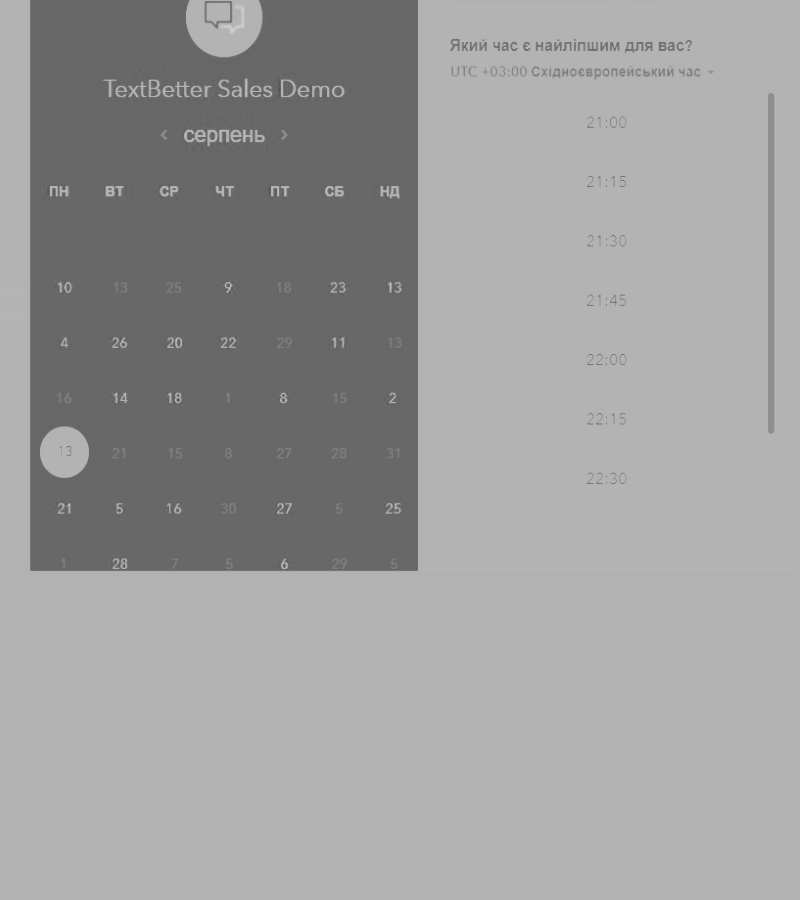 TextBetter Sales Demo
серпень
ПН ВТ СР ЧТ ПТ СБ НД
10 13 25 9 18 23 13
4 26 20 22 29 11 13
16 14 18 1 8 15 2
13 21 15 8 27 28 31
21 5 16 30 27 5 25
1 28 7 5 6 29 5
Який час є найліпшим для вас?
UTC +03:00 Східноєвропейський час
21:00
21:15
21:30
21:45
22:00
22:15
22:30